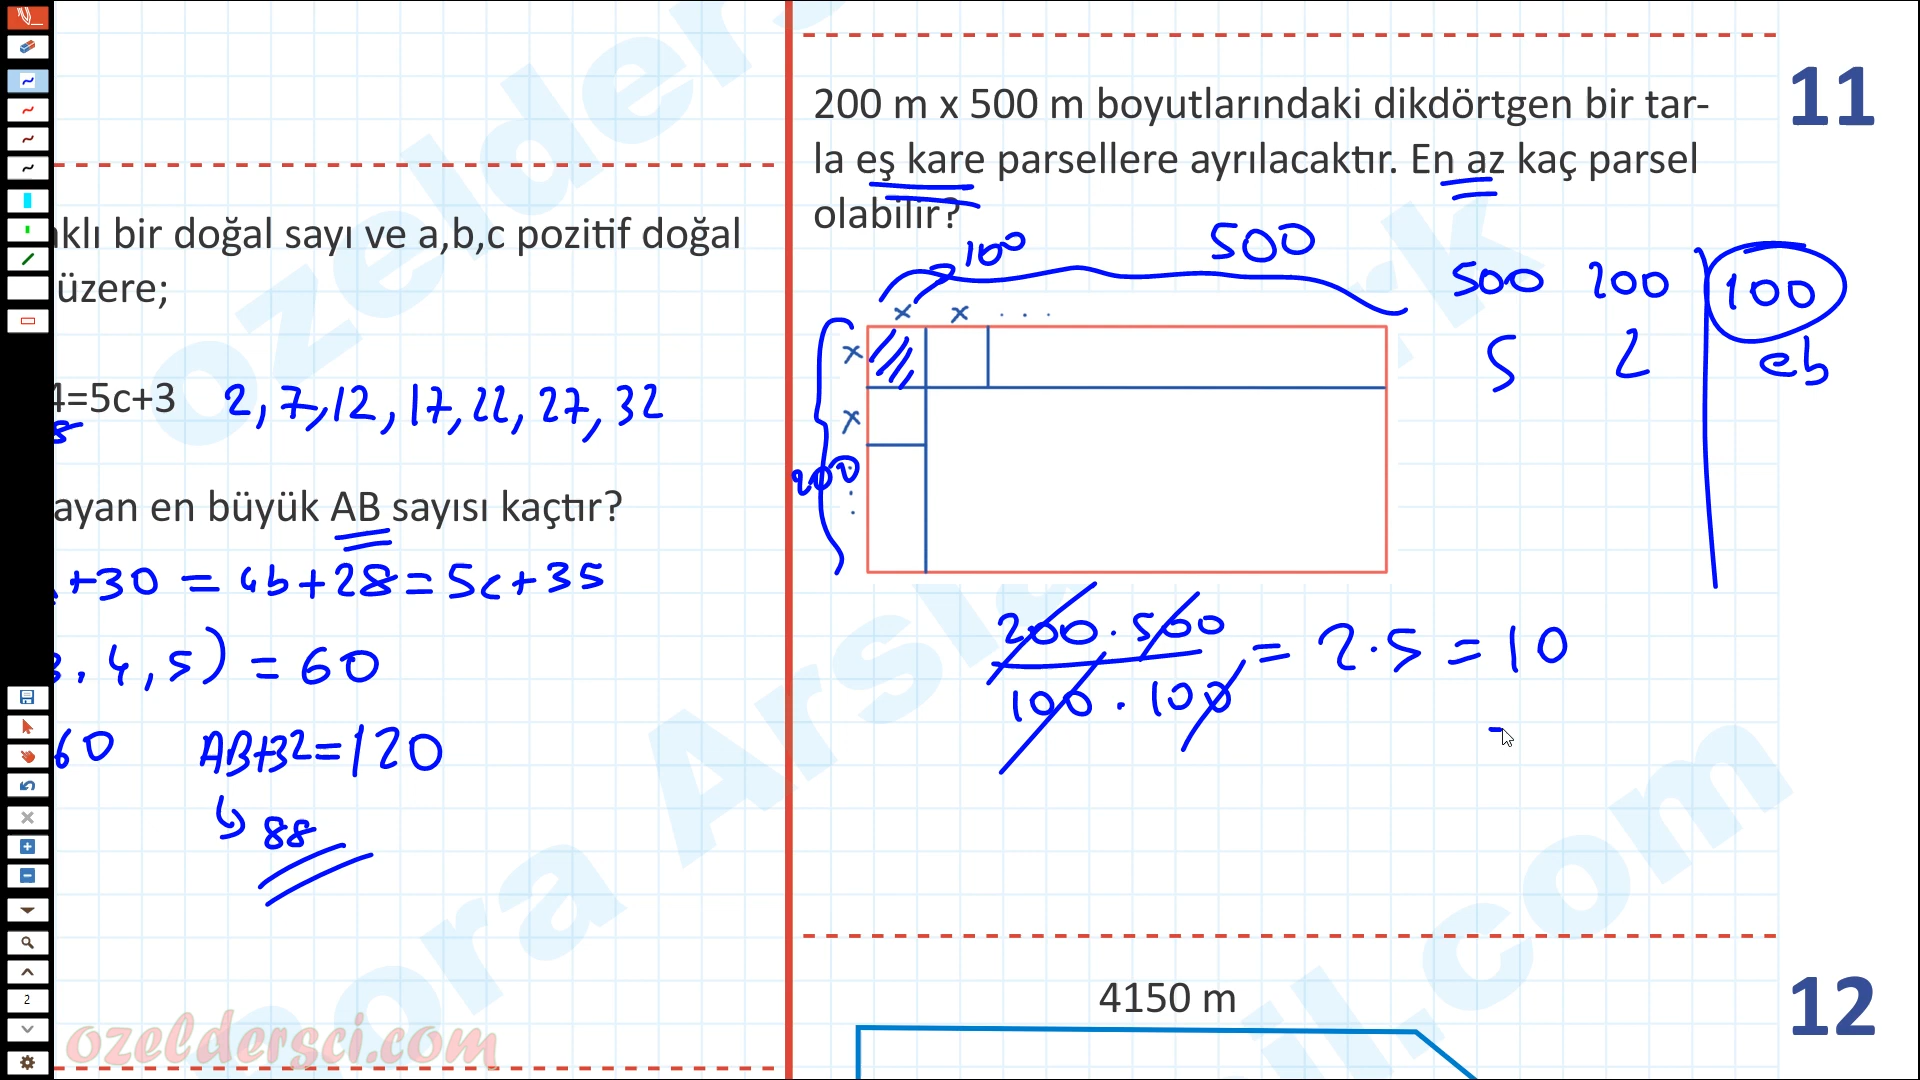 klı bir doğal sayı ve a,b,c pozitif doğal
üzere;
4=5c+3
2, 7, 12, 17, 22, 27, 32
ayan en büyük AB sayısı kaçtır?
+30 = 4b+28 = 5c+35
3, 4, 5) = 60
60 AB+32=120
88
ozeldersci.com
11
200 m x 500 m boyutlarındaki dikdörtgen bir tar-
la eş kare parsellere ayrılacaktır. En az kaç parsel
olabilir?
100 500
x x . . .
x
x
200
500 200 100
5 2 eb
200 . 500
100 . 100
= 2.5 = 10
12
4150 m
2